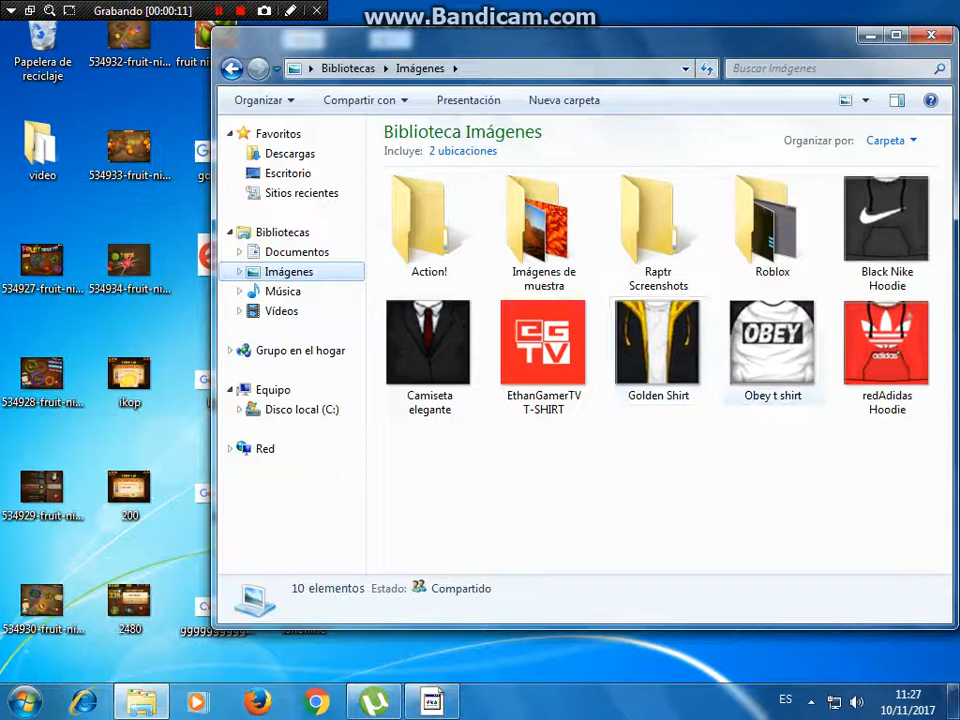 Grabando [00:00:11]
www.Bandicam.com
Papelera de
reciclaje
534932-fruit-ni...
fruit ni
video
534933-fruit-ni...
534927-fruit-ni...
534934-fruit-ni...
534928-fruit-ni...
ikop
534929-fruit-ni...
200
534930-fruit-ni...
2480
Bibliotecas
Imágenes
Buscar Imágenes
Organizar
Compartir con
Presentación
Nueva carpeta
Favoritos
Descargas
Escritorio
Sitios recientes
Bibliotecas
Documentos
Imágenes
Música
Vídeos
Grupo en el hogar
Equipo
Disco local (C:)
Red
Biblioteca Imágenes
Incluye: 2 ubicaciones
Organizar por: Carpeta
Action!
Imágenes de
muestra
Raptr
Screenshots
Roblox
Black Nike
Hoodie
EG
TV
OBEY
adidas
Camiseta
elegante
EthanGamerTV
T-SHIRT
Golden Shirt
Obey t shirt
redAdidas
Hoodie
10 elementos Estado: Compartido
ES
11:27
10/11/2017